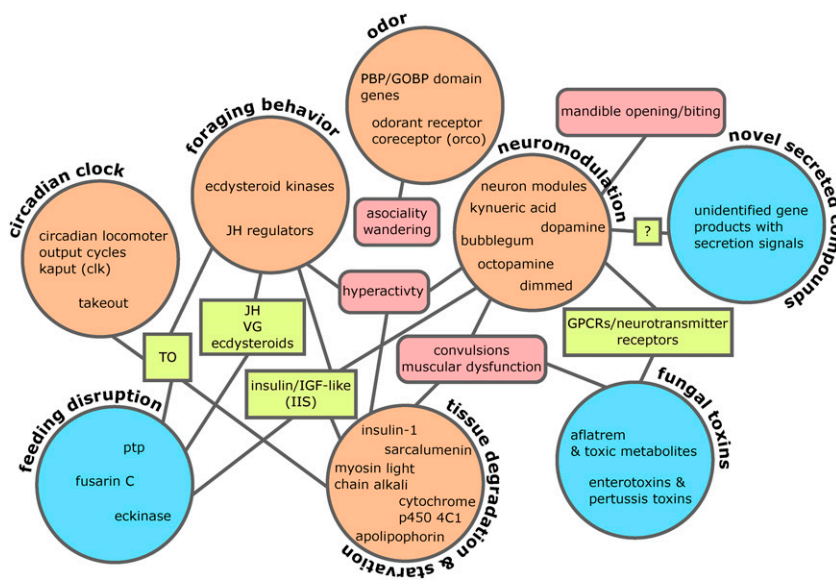 odor
PBP/GOBP domain
genes
odorant receptor
coreceptor (orco)
foraging behavior
ecdysteroid kinases
JH regulators
circadian clock
circadian locomoter
output cycles
kaput (clk)
takeout
asociality
wandering
neuromodulation
neuron modules
kynueric acid
dopamine
bubblegum
octopamine
dimmed
mandible opening/biting
novel secreted compounds
unidentified gene
products with
secretion signals
?
hyperactivty
JH
VG
ecdysteroids
TO
insulin/IGF-like
(IIS)
convulsions
muscular dysfunction
GPCRs/neurotransmitter
receptors
feeding disruption
ptp
fusarin C
eckinase
tissue degradation & starvation
insulin-1
sarcalumenin
myosin light
chain alkali
cytochrome
p450 4C1
apolipophorin
fungal toxins
aflatrem
& toxic metabolites
enterotoxins &
pertussis toxins